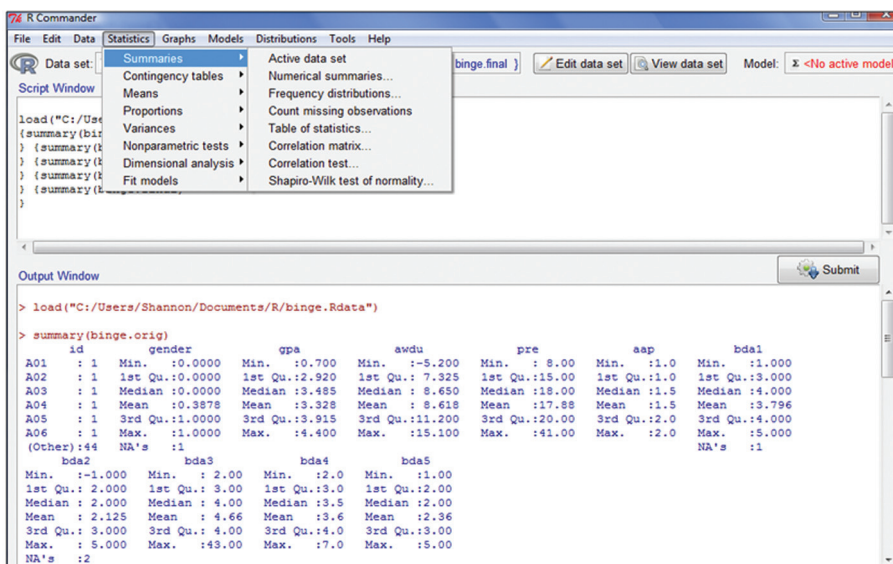 R Commander
File Edit Data Statistics Graphs Models Distributions Tools Help
Data set: binge.final } Edit data set View data set Model: Σ <No active model
Summaries
Contingency tables
Means
Proportions
Variances
Nonparametric tests
Dimensional analysis
Fit models
Active data set
Numerical summaries...
Frequency distributions...
Count missing observations
Table of statistics...
Correlation matrix...
Correlation test...
Shapiro-Wilk test of normality...
Script Window
load("C:/Use
{summary(bin
} {summary(b
} {summary(b
} {summary(b
} {summary(b
}
Submit
Output Window
> load("C:/Users/Shannon/Documents/R/binge.Rdata")
> summary(binge.orig)
id gender gpa awdu pre aap bda1
A01 : 1 Min. :0.0000 Min. :0.700 Min. :-5.200 Min. : 8.00 Min. :1.0 Min. :1.000
A02 : 1 1st Qu.:0.0000 1st Qu.:2.920 1st Qu.: 7.325 1st Qu.:15.00 1st Qu.:1.0 1st Qu.:3.000
A03 : 1 Median :0.0000 Median :3.485 Median : 8.650 Median :18.00 Median :1.5 Median :4.000
A04 : 1 Mean :0.3878 Mean :3.328 Mean : 8.618 Mean :17.88 Mean :1.5 Mean :3.796
A05 : 1 3rd Qu.:1.0000 3rd Qu.:3.915 3rd Qu.:11.200 3rd Qu.:20.00 3rd Qu.:2.0 3rd Qu.:4.000
A06 : 1 Max. :1.0000 Max. :4.400 Max. :15.100 Max. :41.00 Max. :2.0 Max. :5.000
(Other):44 NA's :1 NA's :1
bda2 bda3 bda4 bda5
Min. :-1.000 Min. : 2.00 Min. :2.0 Min. :1.00
1st Qu.: 2.000 1st Qu.: 3.00 1st Qu.:3.0 1st Qu.:2.00
Median : 2.000 Median : 4.00 Median :3.5 Median :2.00
Mean : 2.125 Mean : 4.66 Mean :3.6 Mean :2.36
3rd Qu.: 3.000 3rd Qu.: 4.00 3rd Qu.:4.0 3rd Qu.:3.00
Max. : 5.000 Max. :43.00 Max. :7.0 Max. :5.00
NA's :2